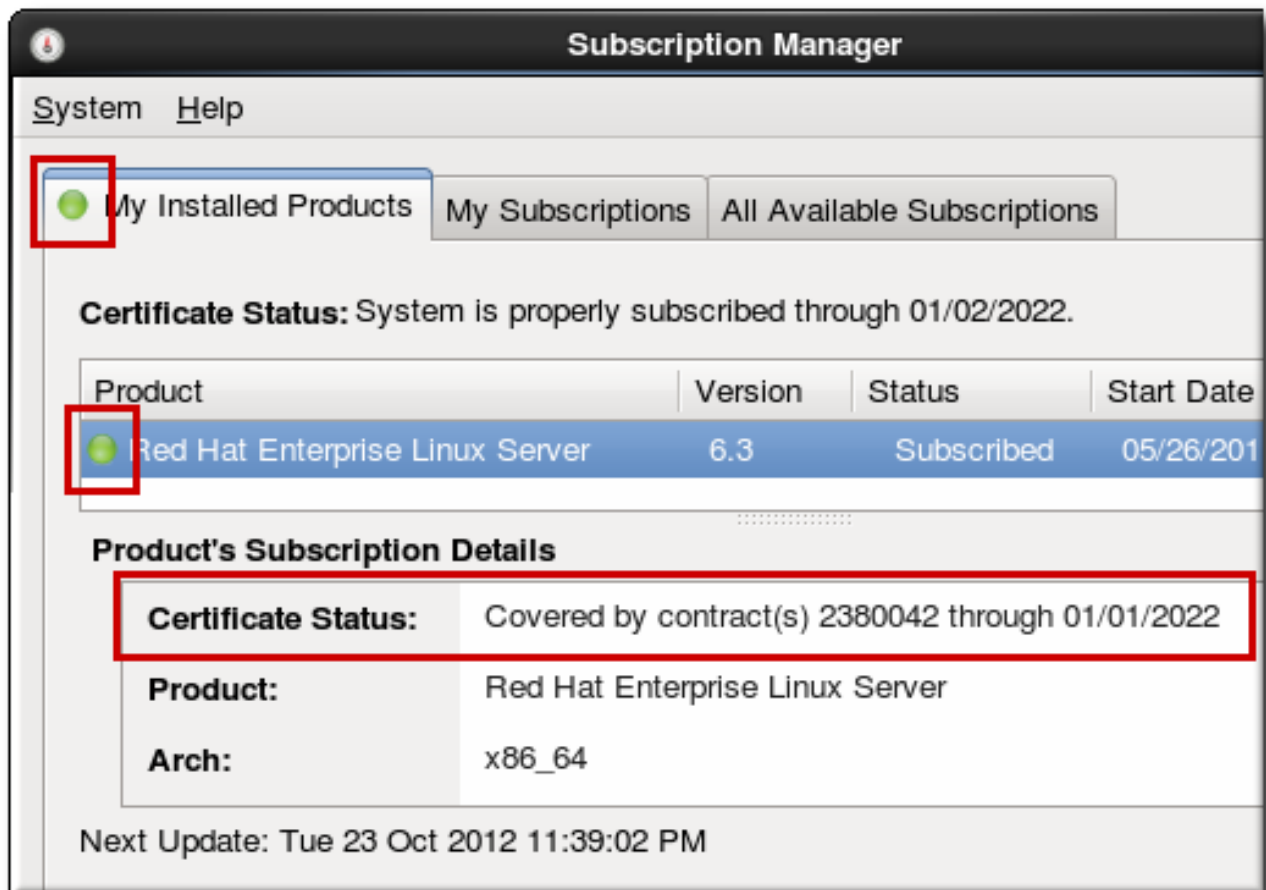 Subscription Manager
System Help
My Installed Products My Subscriptions All Available Subscriptions
Certificate Status: System is properly subscribed through 01/02/2022.
Product Version Status Start Date
Red Hat Enterprise Linux Server 6.3 Subscribed 05/26/201
Product's Subscription Details
Certificate Status: Covered by contract(s) 2380042 through 01/01/2022
Product: Red Hat Enterprise Linux Server
Arch: x86_64
Next Update: Tue 23 Oct 2012 11:39:02 PM